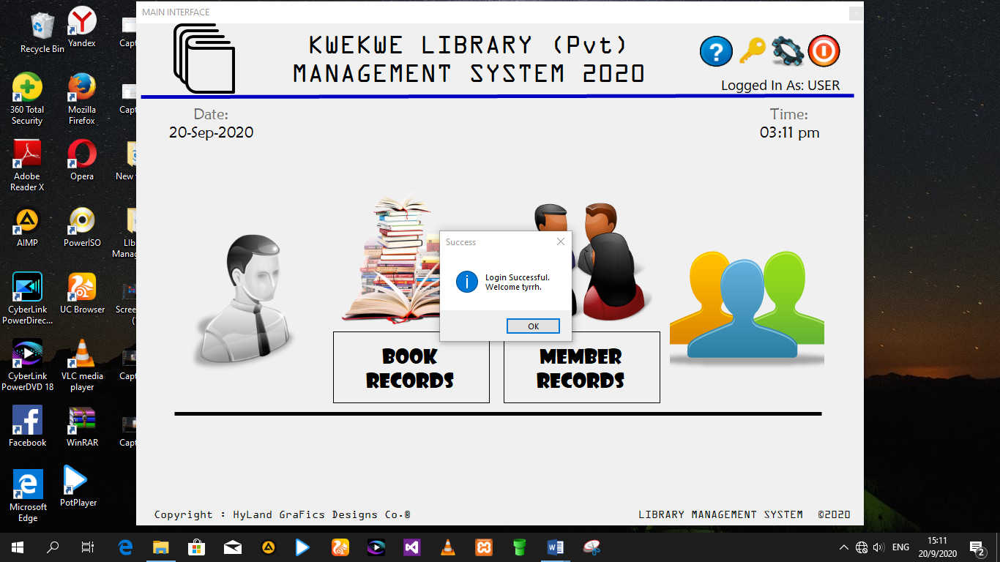 MAIN INTERFACE
KWEKWE LIBRARY (Pvt)
MANAGEMENT SYSTEM 2020
Logged In As: USER
Date:
20-Sep-2020
Time:
03:11 pm
Success
Login Successful.
Welcome tyrrh.
OK
BOOK
RECORDS
MEMBER
RECORDS
Copyright : HyLand GraFics Designs Co.®
LIBRARY MANAGEMENT SYSTEM ©2020
Recycle Bin
Yandex
Capt
360 Total
Security
Mozilla
Firefox
Capt
Adobe
Reader X
Opera
New
AIMP
PowerISO
Manag
CyberLink
PowerDirec...
UC Browser
Scree
CyberLink
PowerDVD 18
VLC media
player
Capt
Facebook
WinRAR
Capt
Microsoft
Edge
PotPlayer
ENG
15:11
20/9/2020
2